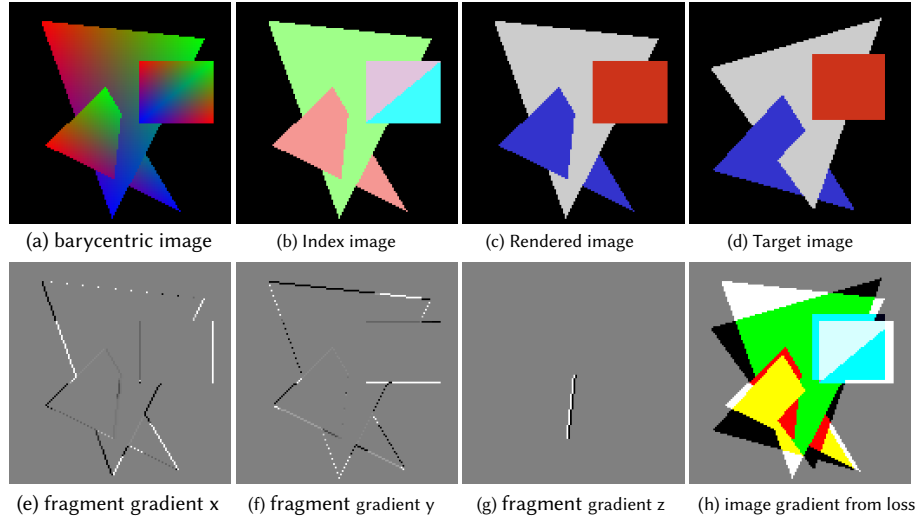 (a) barycentric image
(b) Index image
(c) Rendered image
(d) Target image
(e) fragment gradient x
(f) fragment gradient y
(g) fragment gradient z
(h) image gradient from loss